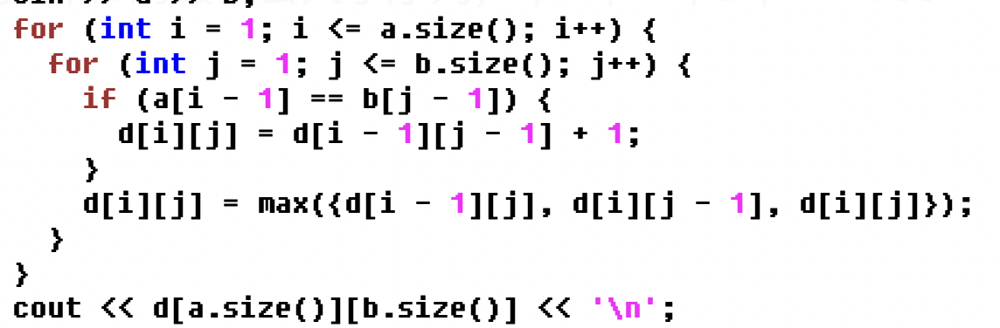 for (int i = 1; i <= a.size(); i++) {
  for (int j = 1; j <= b.size(); j++) {
    if (a[i - 1] == b[j - 1]) {
      d[i][j] = d[i - 1][j - 1] + 1;
    }
    d[i][j] = max({d[i - 1][j], d[i][j - 1], d[i][j]});
  }
}
cout << d[a.size()][b.size()] << '\n';